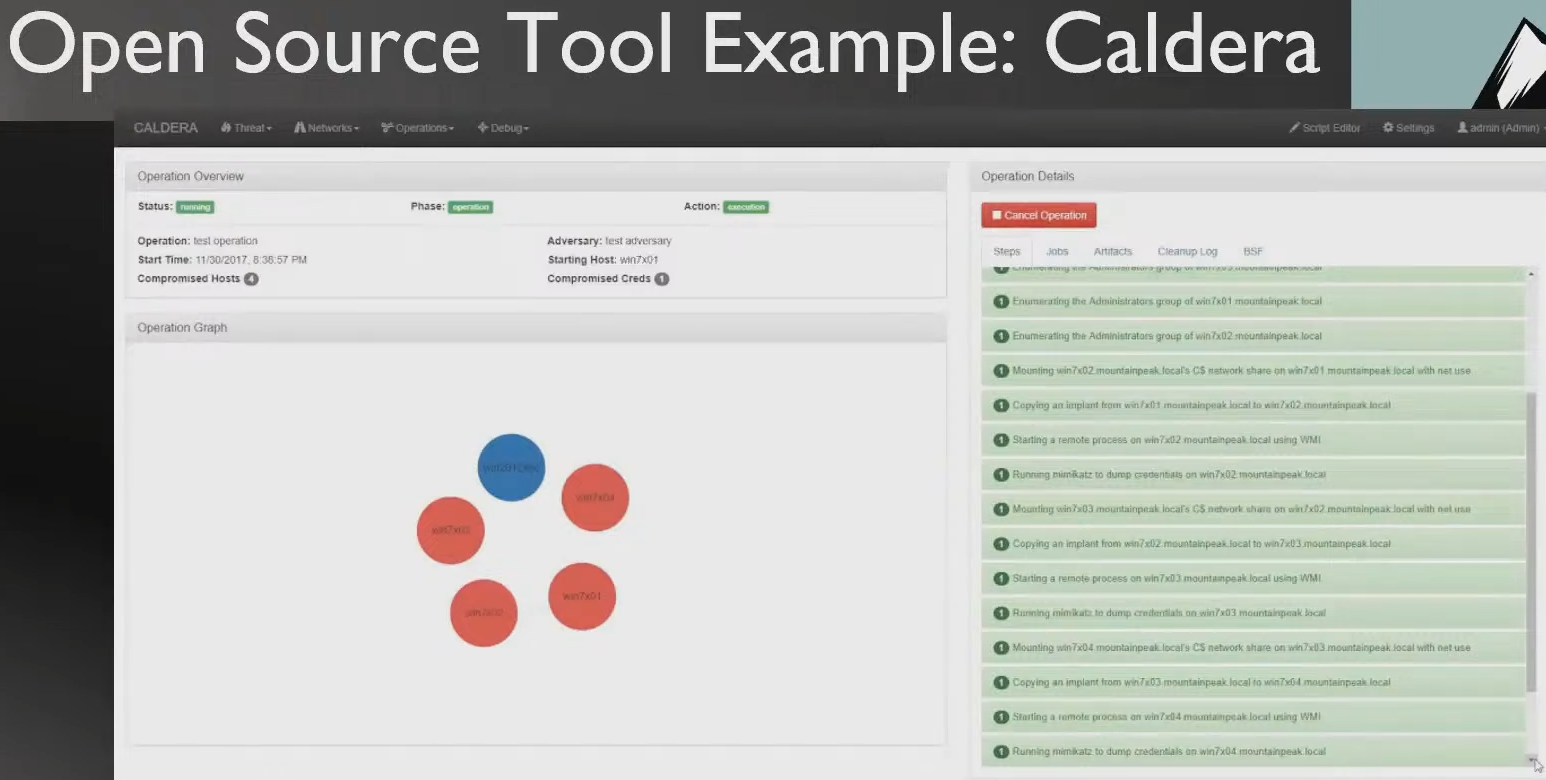 Open Source Tool Example: Caldera
CALDERA Threat Networks Operations Debug Script Editor Settings admin (Admin)
Operation Overview
Status: running Phase: operation Action: execution
Operation: test operation Adversary: test adversary
Start Time: 11/30/2017, 8:36:57 PM Starting Host: win7x01
Compromised Hosts 4 Compromised Creds 1
Operation Graph
win7x04
win7x03
win7x01
win7x02
Operation Details
Cancel Operation
Steps Jobs Artifacts Cleanup Log BSF
1 Enumerating the Administrators group of win7x03.mountainpeak.local
1 Enumerating the Administrators group of win7x01.mountainpeak.local
1 Enumerating the Administrators group of win7x02.mountainpeak.local
1 Mounting win7x02.mountainpeak.local's C$ network share on win7x01.mountainpeak.local with net use
1 Copying an implant from win7x01.mountainpeak.local to win7x02.mountainpeak.local
1 Starting a remote process on win7x02.mountainpeak.local using WMI
1 Running mimikatz to dump credentials on win7x02.mountainpeak.local
1 Mounting win7x03.mountainpeak.local's C$ network share on win7x02.mountainpeak.local with net use
1 Copying an implant from win7x02.mountainpeak.local to win7x03.mountainpeak.local
1 Starting a remote process on win7x03.mountainpeak.local using WMI
1 Running mimikatz to dump credentials on win7x03.mountainpeak.local
1 Mounting win7x04.mountainpeak.local's C$ network share on win7x03.mountainpeak.local with net use
1 Copying an implant from win7x03.mountainpeak.local to win7x04.mountainpeak.local
1 Starting a remote process on win7x04.mountainpeak.local using WMI
1 Running mimikatz to dump credentials on win7x04.mountainpeak.local